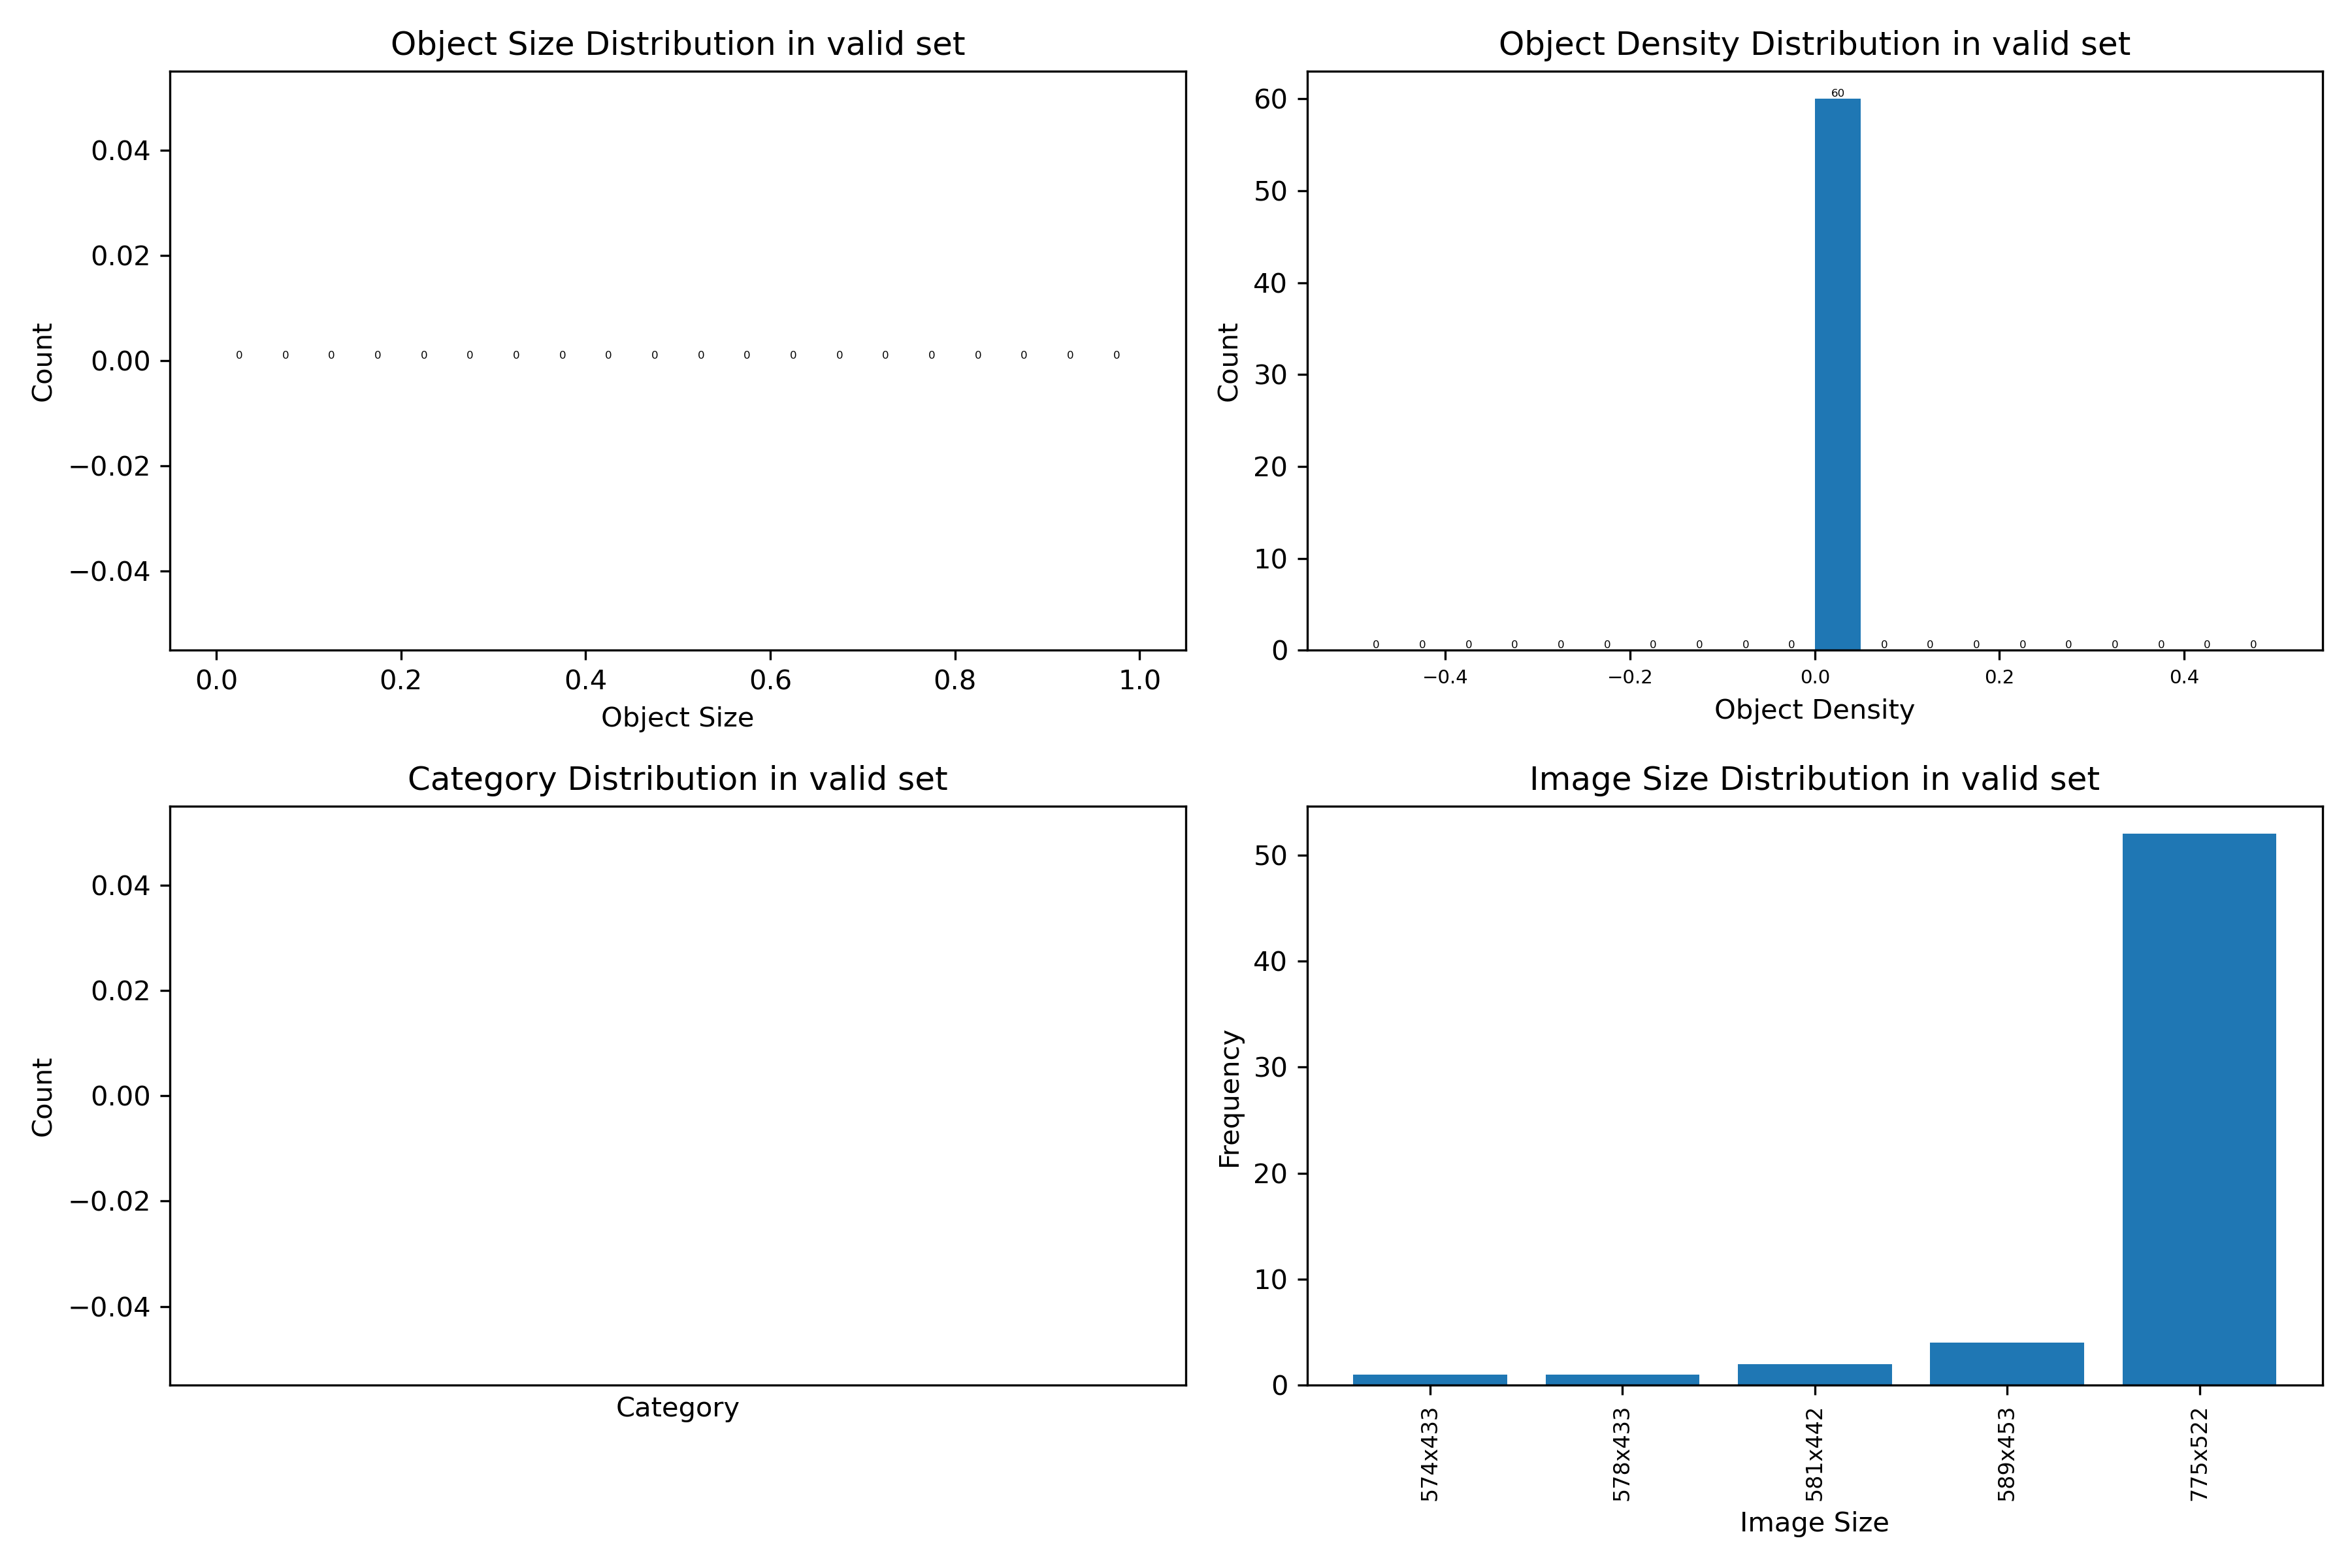 Object Size Distribution in valid set
0.04
0.02
0.00
−0.02
−0.04
Count
0 0 0 0 0 0 0 0 0 0 0 0 0 0 0 0 0 0 0 0
0.0 0.2 0.4 0.6 0.8 1.0
Object Size
Object Density Distribution in valid set
60
50
40
30
20
10
0
Count
60
0 0 0 0 0 0 0 0 0 0 0 0 0 0 0 0 0 0 0
−0.4 −0.2 0.0 0.2 0.4
Object Density
Category Distribution in valid set
0.04
0.02
0.00
−0.02
−0.04
Count
Category
Image Size Distribution in valid set
50
40
30
20
10
0
Frequency
574x433
578x433
581x442
589x453
775x522
Image Size